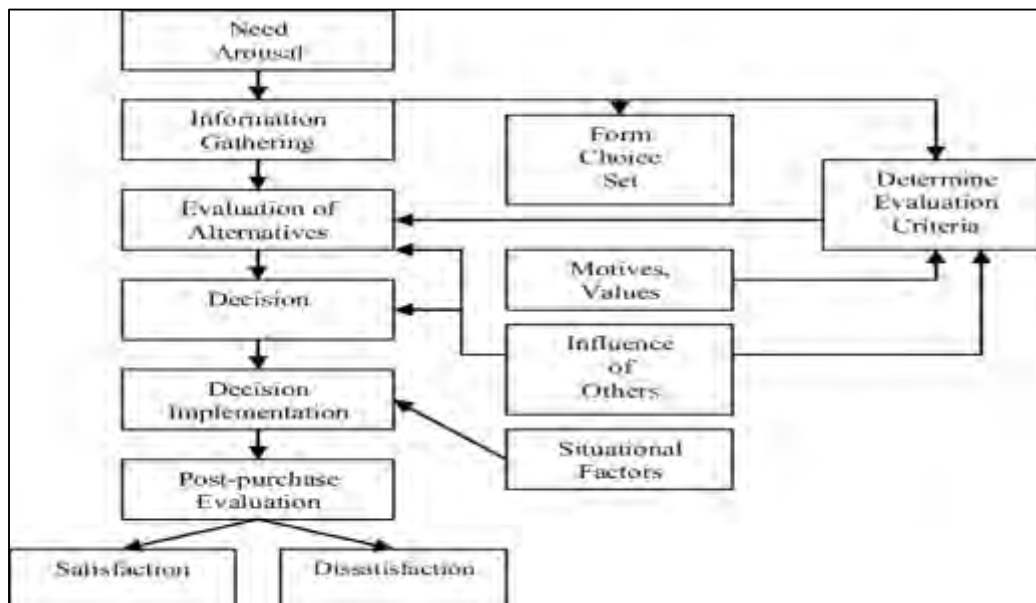 Need
Arousal
Information
Gathering
Form
Choice
Set
Determine
Evaluation
Criteria
Evaluation of
Alternatives
Motives,
Values
Decision
Influence
of
Others
Decision
Implementation
Situational
Factors
Post-purchase
Evaluation
Satisfaction
Dissatisfaction